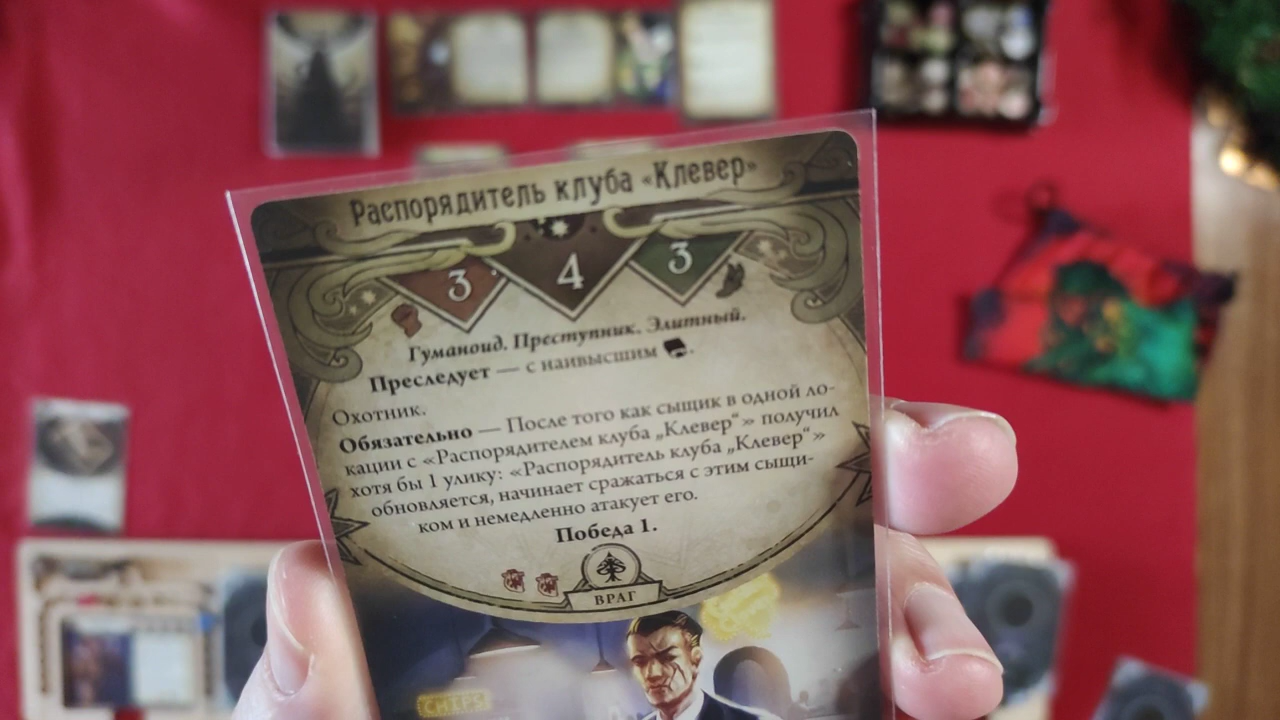 Распорядитель клуба «Клевер»
3 4 3
Гуманоид. Преступник. Элитный.
Преследует — с наивысшим
Охотник.
Обязательно — После того как сыщик в одной ло-
кации с «Распорядителем клуба „Клевер“» получил
хотя бы 1 улику: «Распорядитель клуба „Клевер“»
обновляется, начинает сражаться с этим сыщи-
ком и немедленно атакует его.
Победа 1.
ВРАГ
CHIPS